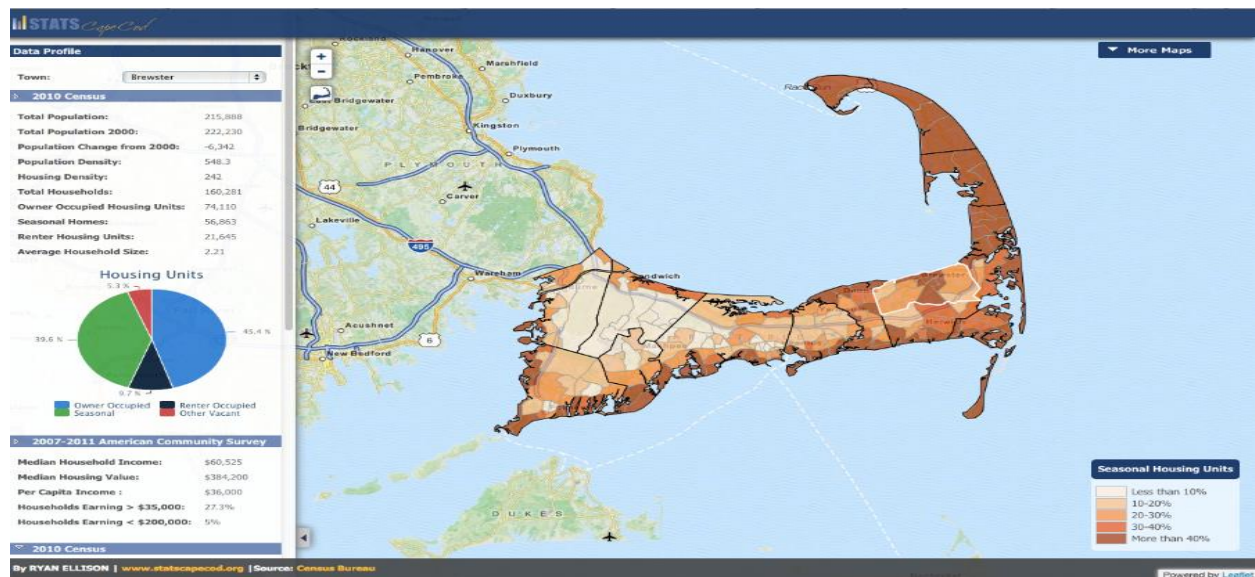 STATS Cape Cod
Data Profile
Town: Brewster
2010 Census
Total Population: 215,888
Total Population 2000: 222,230
Population Change from 2000: -6,342
Population Density: 548.3
Housing Density: 242
Total Households: 160,281
Owner Occupied Housing Units: 74,110
Seasonal Homes: 56,863
Renter Housing Units: 21,645
Average Household Size: 2.21
Housing Units
5.3 %
45.4 %
39.6 %
9.7 %
Owner Occupied
Renter Occupied
Seasonal
Other Vacant
2007-2011 American Community Survey
Median Household Income: $60,525
Median Housing Value: $384,200
Per Capita Income : $36,000
Households Earning > $35,000: 27.3%
Households Earning < $200,000: 5%
2010 Census
By RYAN ELLISON | www.statscapecod.org |Source: Census Bureau
+
−
More Maps
Rockland
Hanover
Marshfield
Pembroke
Duxbury
Bridgewater
Bridgewater
Kingston
Plymouth
PLYMOUTH
44
Carver
Lakeville
495
Wareham
Acushnet
6
New Bedford
DUKES
Brewster
Seasonal Housing Units
Less than 10%
10-20%
20-30%
30-40%
More than 40%
Powered by Leaflet